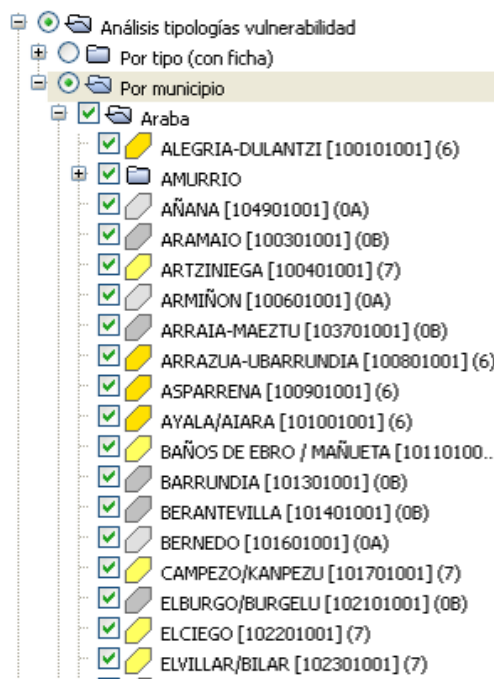 Análisis tipologías vulnerabilidad
Por tipo (con ficha)
Por municipio
Araba
ALEGRIA-DULANTZI [100101001] (6)
AMURRIO
AÑANA [104901001] (0A)
ARAMAIO [100301001] (0B)
ARTZINIEGA [100401001] (7)
ARMIÑON [100601001] (0A)
ARRAIA-MAEZTU [103701001] (0B)
ARRAZUA-UBARRUNDIA [100801001] (6)
ASPARRENA [100901001] (6)
AYALA/AIARA [101001001] (6)
BAÑOS DE EBRO / MAÑUETA [10110100...
BARRUNDIA [101301001] (0B)
BERANTEVILLA [101401001] (0B)
BERNEDO [101601001] (0A)
CAMPEZO/KANPEZU [101701001] (7)
ELBURGO/BURGELU [102101001] (0B)
ELCIEGO [102201001] (7)
ELVILLAR/BILAR [102301001] (7)